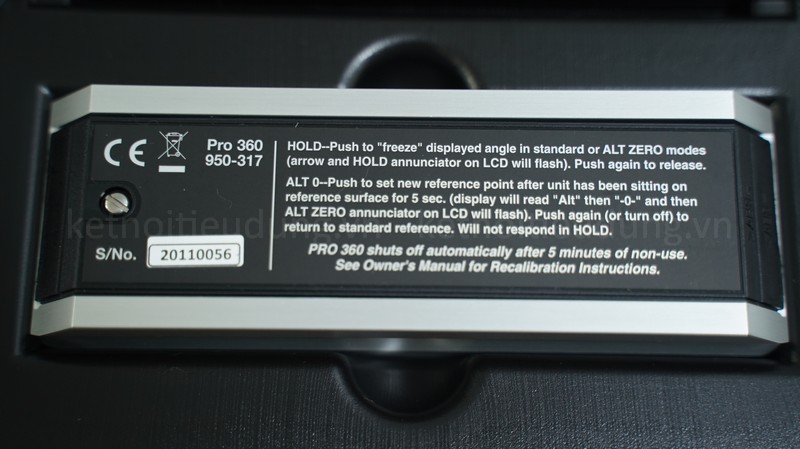 CE
Pro 360
950-317
S/No. 20110056
HOLD--Push to "freeze" displayed angle in standard or ALT ZERO modes
(arrow and HOLD annunciator on LCD will flash). Push again to release.
ALT 0--Push to set new reference point after unit has been sitting on
reference surface for 5 sec. (display will read "Alt" then "-0-" and then
ALT ZERO annunciator on LCD will flash). Push again (or turn off) to
return to standard reference. Will not respond in HOLD.
PRO 360 shuts off automatically after 5 minutes of non-use.
See Owner's Manual for Recalibration Instructions.